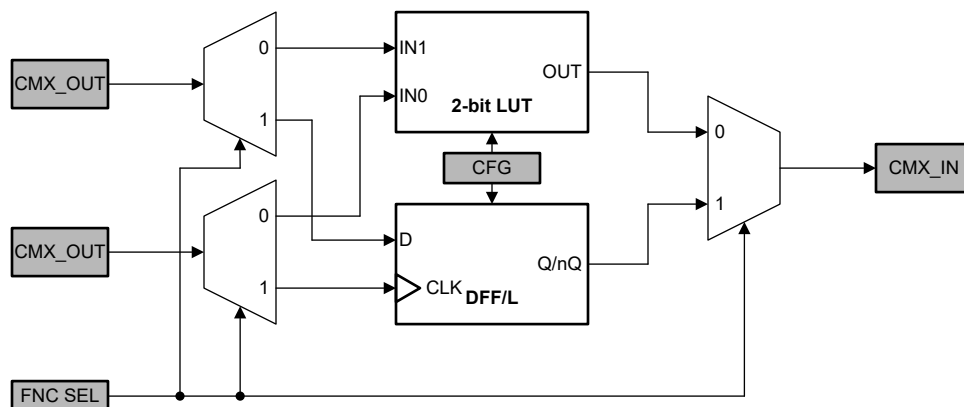 0
IN1
CMX_OUT
OUT
IN0
2-bit LUT
1
0
CFG
CMX_IN
0
1
CMX_OUT
D
Q/nQ
1
CLK
DFF/L
FNC SEL